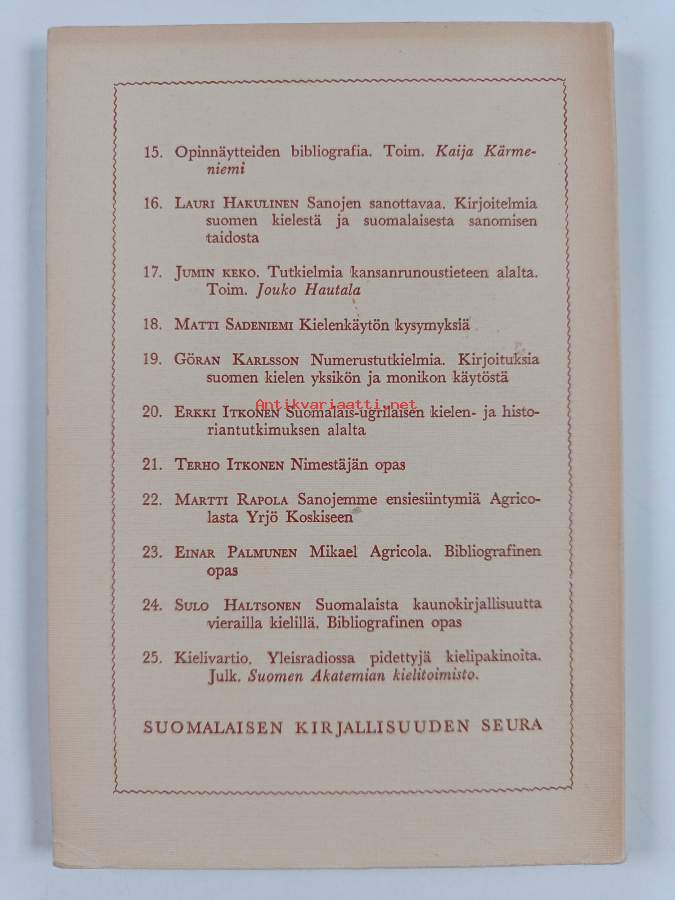 15. Opinnäytteiden bibliografia. Toim. Kaija Kärme-
niemi
16. LAURI HAKULINEN Sanojen sanottavaa. Kirjoitelmia
suomen kielestä ja suomalaisesta sanomisen
taidosta
17. JUMIN KEKO. Tutkielmia kansanrunoustieteen alalta.
Toim. Jouko Hautala
18. MATTI SADENIEMI Kielenkäytön kysymyksiä
19. GÖRAN KARLSSON Numerustutkielmia. Kirjoituksia
suomen kielen yksikön ja monikon käytöstä
Antikvariaatti.net
20. ERKKI ITKONEN Suomalais-ugrilaisen kielen- ja histo-
riantutkimuksen alalta
21. TERHO ITKONEN Nimestäjän opas
22. MARTTI RAPOLA Sanojemme ensiesiintymiä Agrico-
lasta Yrjö Koskiseen
23. EINAR PALMUNEN Mikael Agricola. Bibliografinen
opas
24. SULO HALTSONEN Suomalaista kaunokirjallisuutta
vierailla kielillä. Bibliografinen opas
25. Kielivartio. Yleisradiossa pidettyjä kielipakinoita.
Julk. Suomen Akatemian kielitoimisto.
SUOMALAISEN KIRJALLISUUDEN SEURA